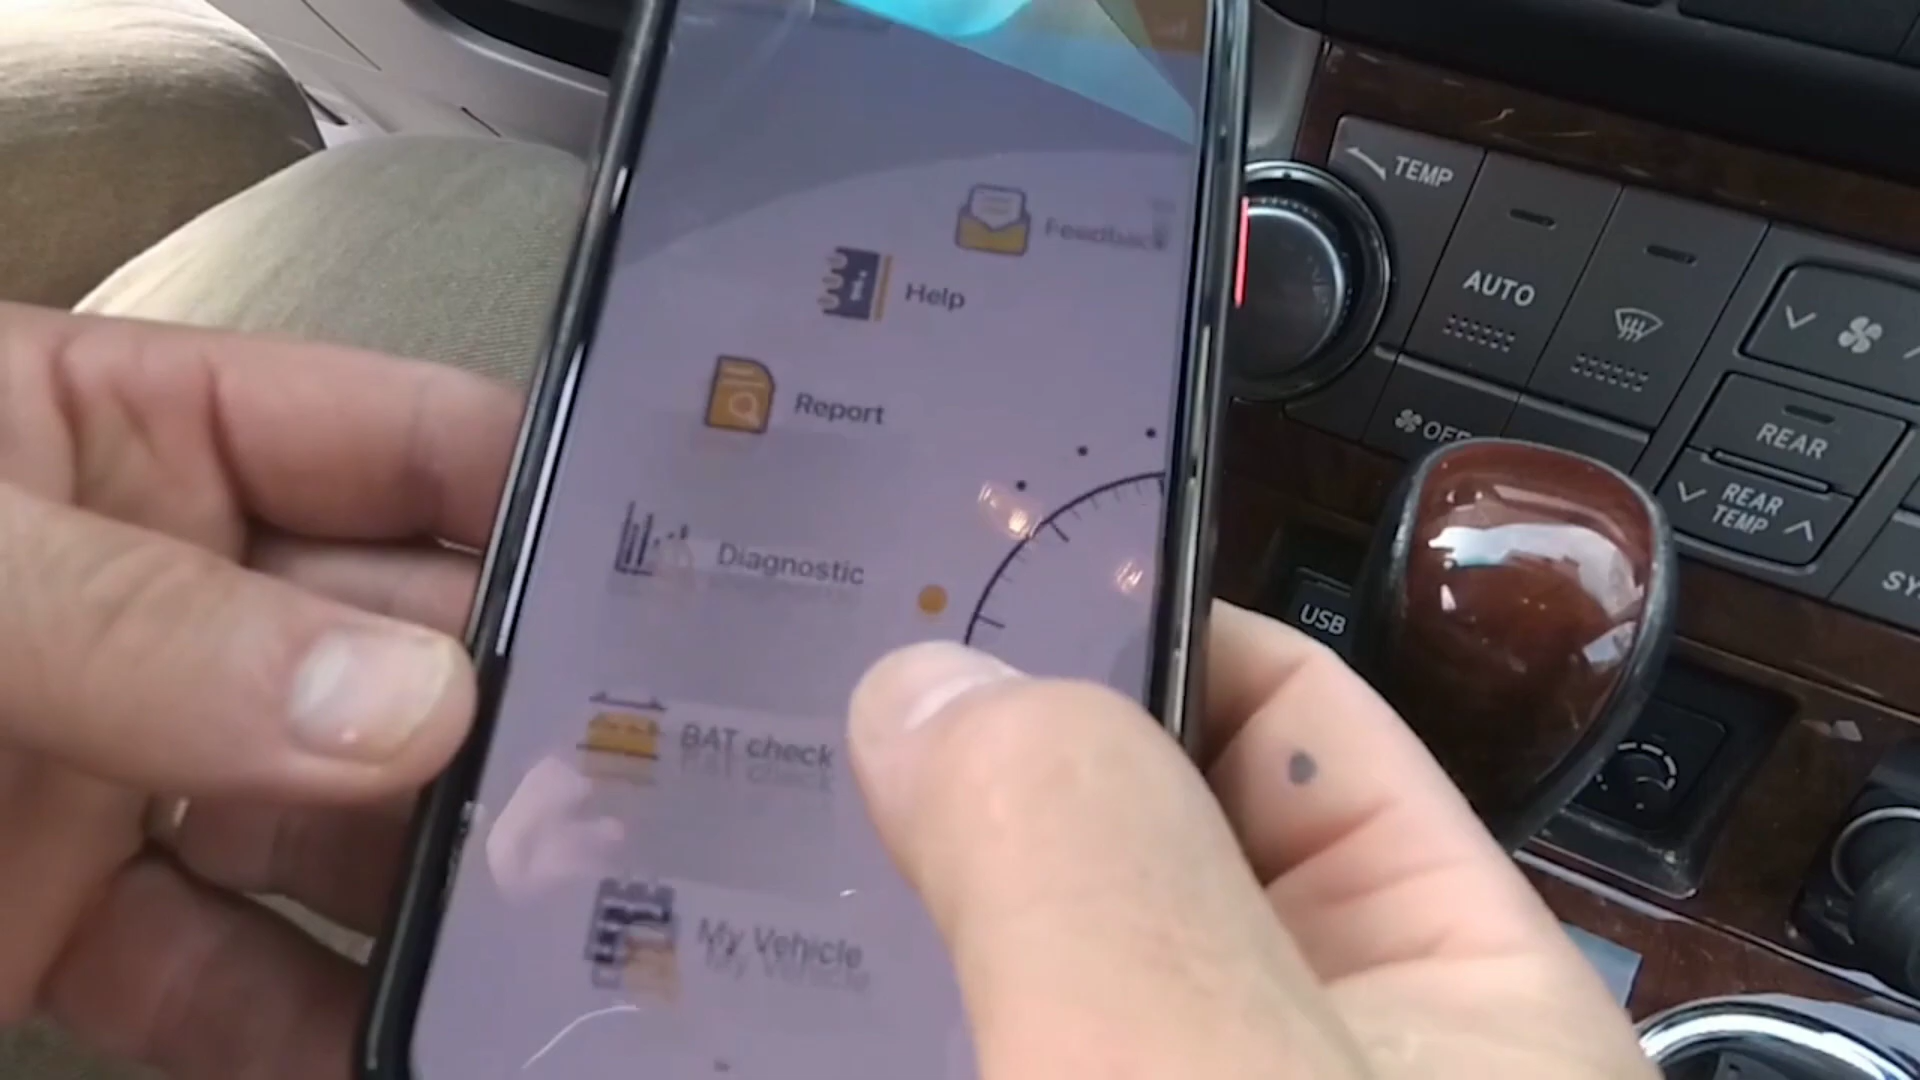 Feedback
Help
Report
Diagnostic
BAT check
My Vehicle
TEMP
AUTO
OFF
REAR
REAR
TEMP
USB